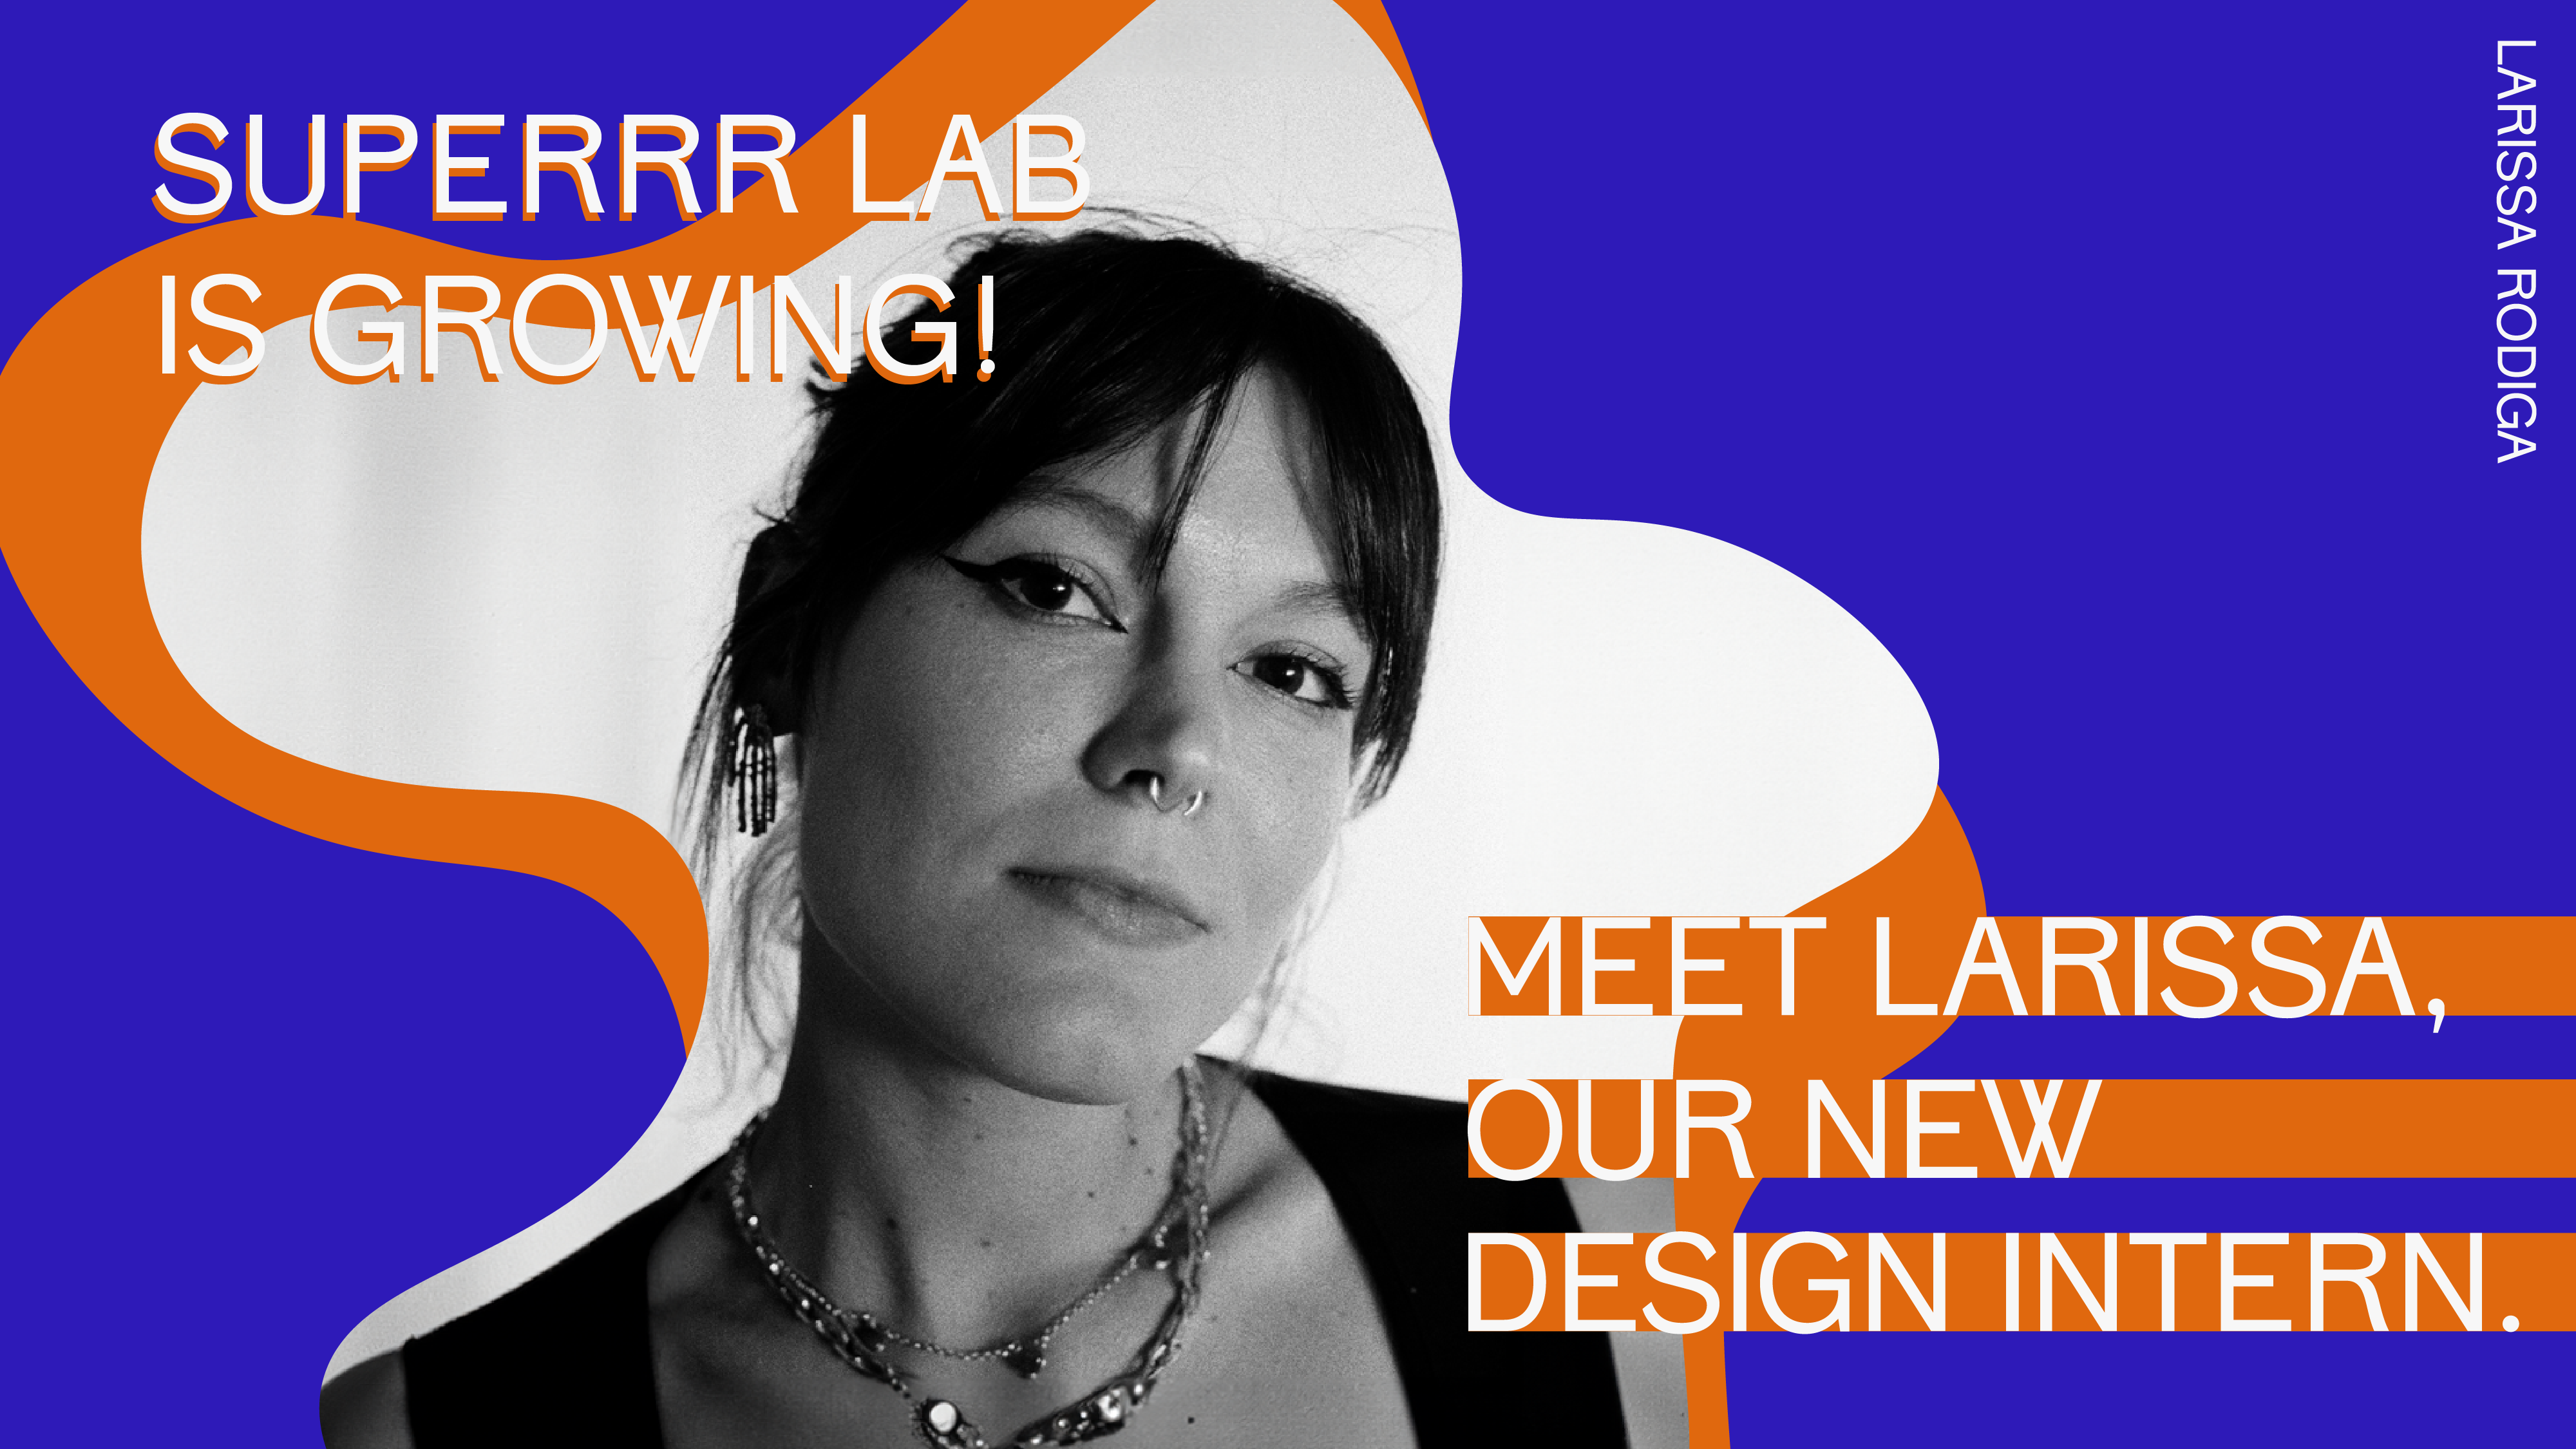 SUPERRR LAB
IS GROWING!
LARISSA RODIGA
MEET LARISSA,
OUR NEW
DESIGN INTERN.